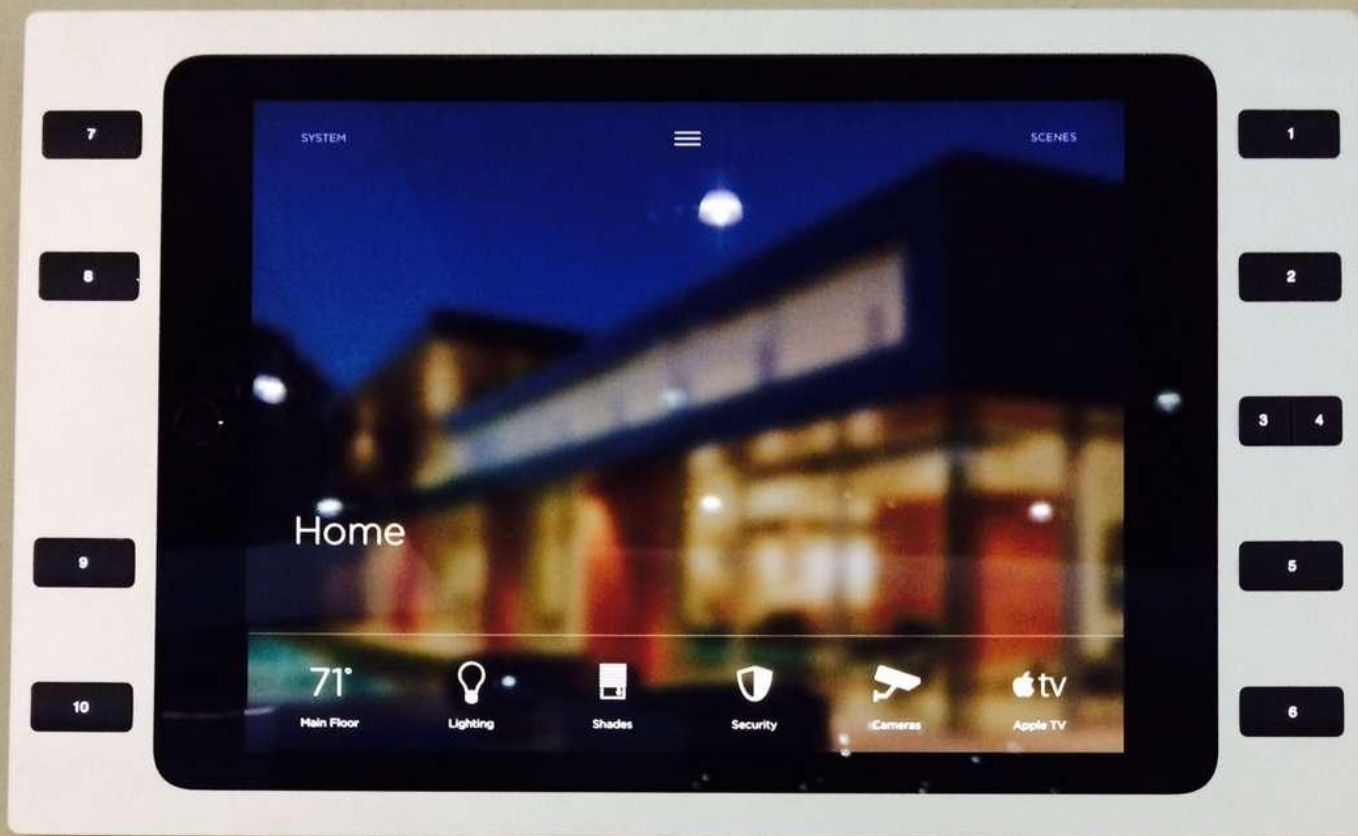 7
1
SYSTEM
SCENES
8
2
3 4
Home
9
5
71°
Main Floor
Lighting
Shades
Security
Cameras
tv
Apple TV
10
6